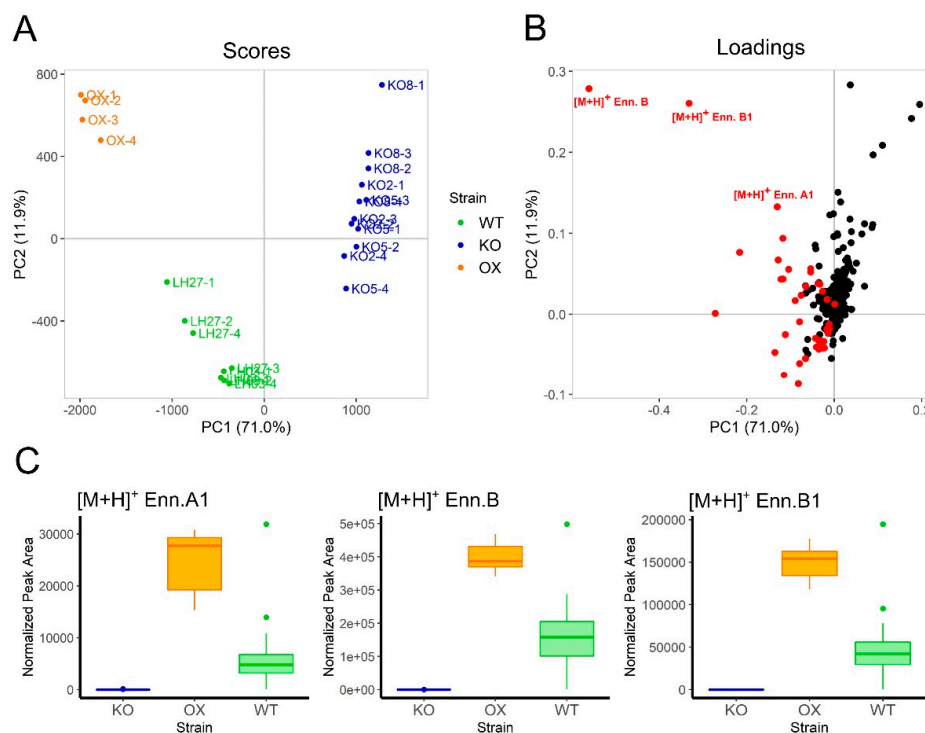 A
Scores
800
400
0
-400
-2000
-1000
0
1000
PC2 (11.9%)
PC1 (71.0%)
OX-1
OX-2
OX-3
OX-4
KO8-1
KO8-3
KO8-2
KO2-1
KO5-3
KO2-3
KO5-1
KO5-2
KO2-4
KO5-4
LH27-1
LH27-2
LH27-4
LH27-3
Strain
WT
KO
OX
B
Loadings
0.3
0.2
0.1
0.0
-0.1
-0.4
-0.2
0.0
0.2
PC2 (11.9%)
PC1 (71.0%)
[M+H]+ Enn. B
[M+H]+ Enn. B1
[M+H]+ Enn. A1
C
[M+H]+ Enn.A1
30000
20000
10000
0
Normalized Peak Area
KO OX WT
Strain
[M+H]+ Enn.B
5e+05
4e+05
3e+05
2e+05
1e+05
0e+00
Normalized Peak Area
KO OX WT
Strain
[M+H]+ Enn.B1
200000
150000
100000
50000
0
Normalized Peak Area
KO OX WT
Strain